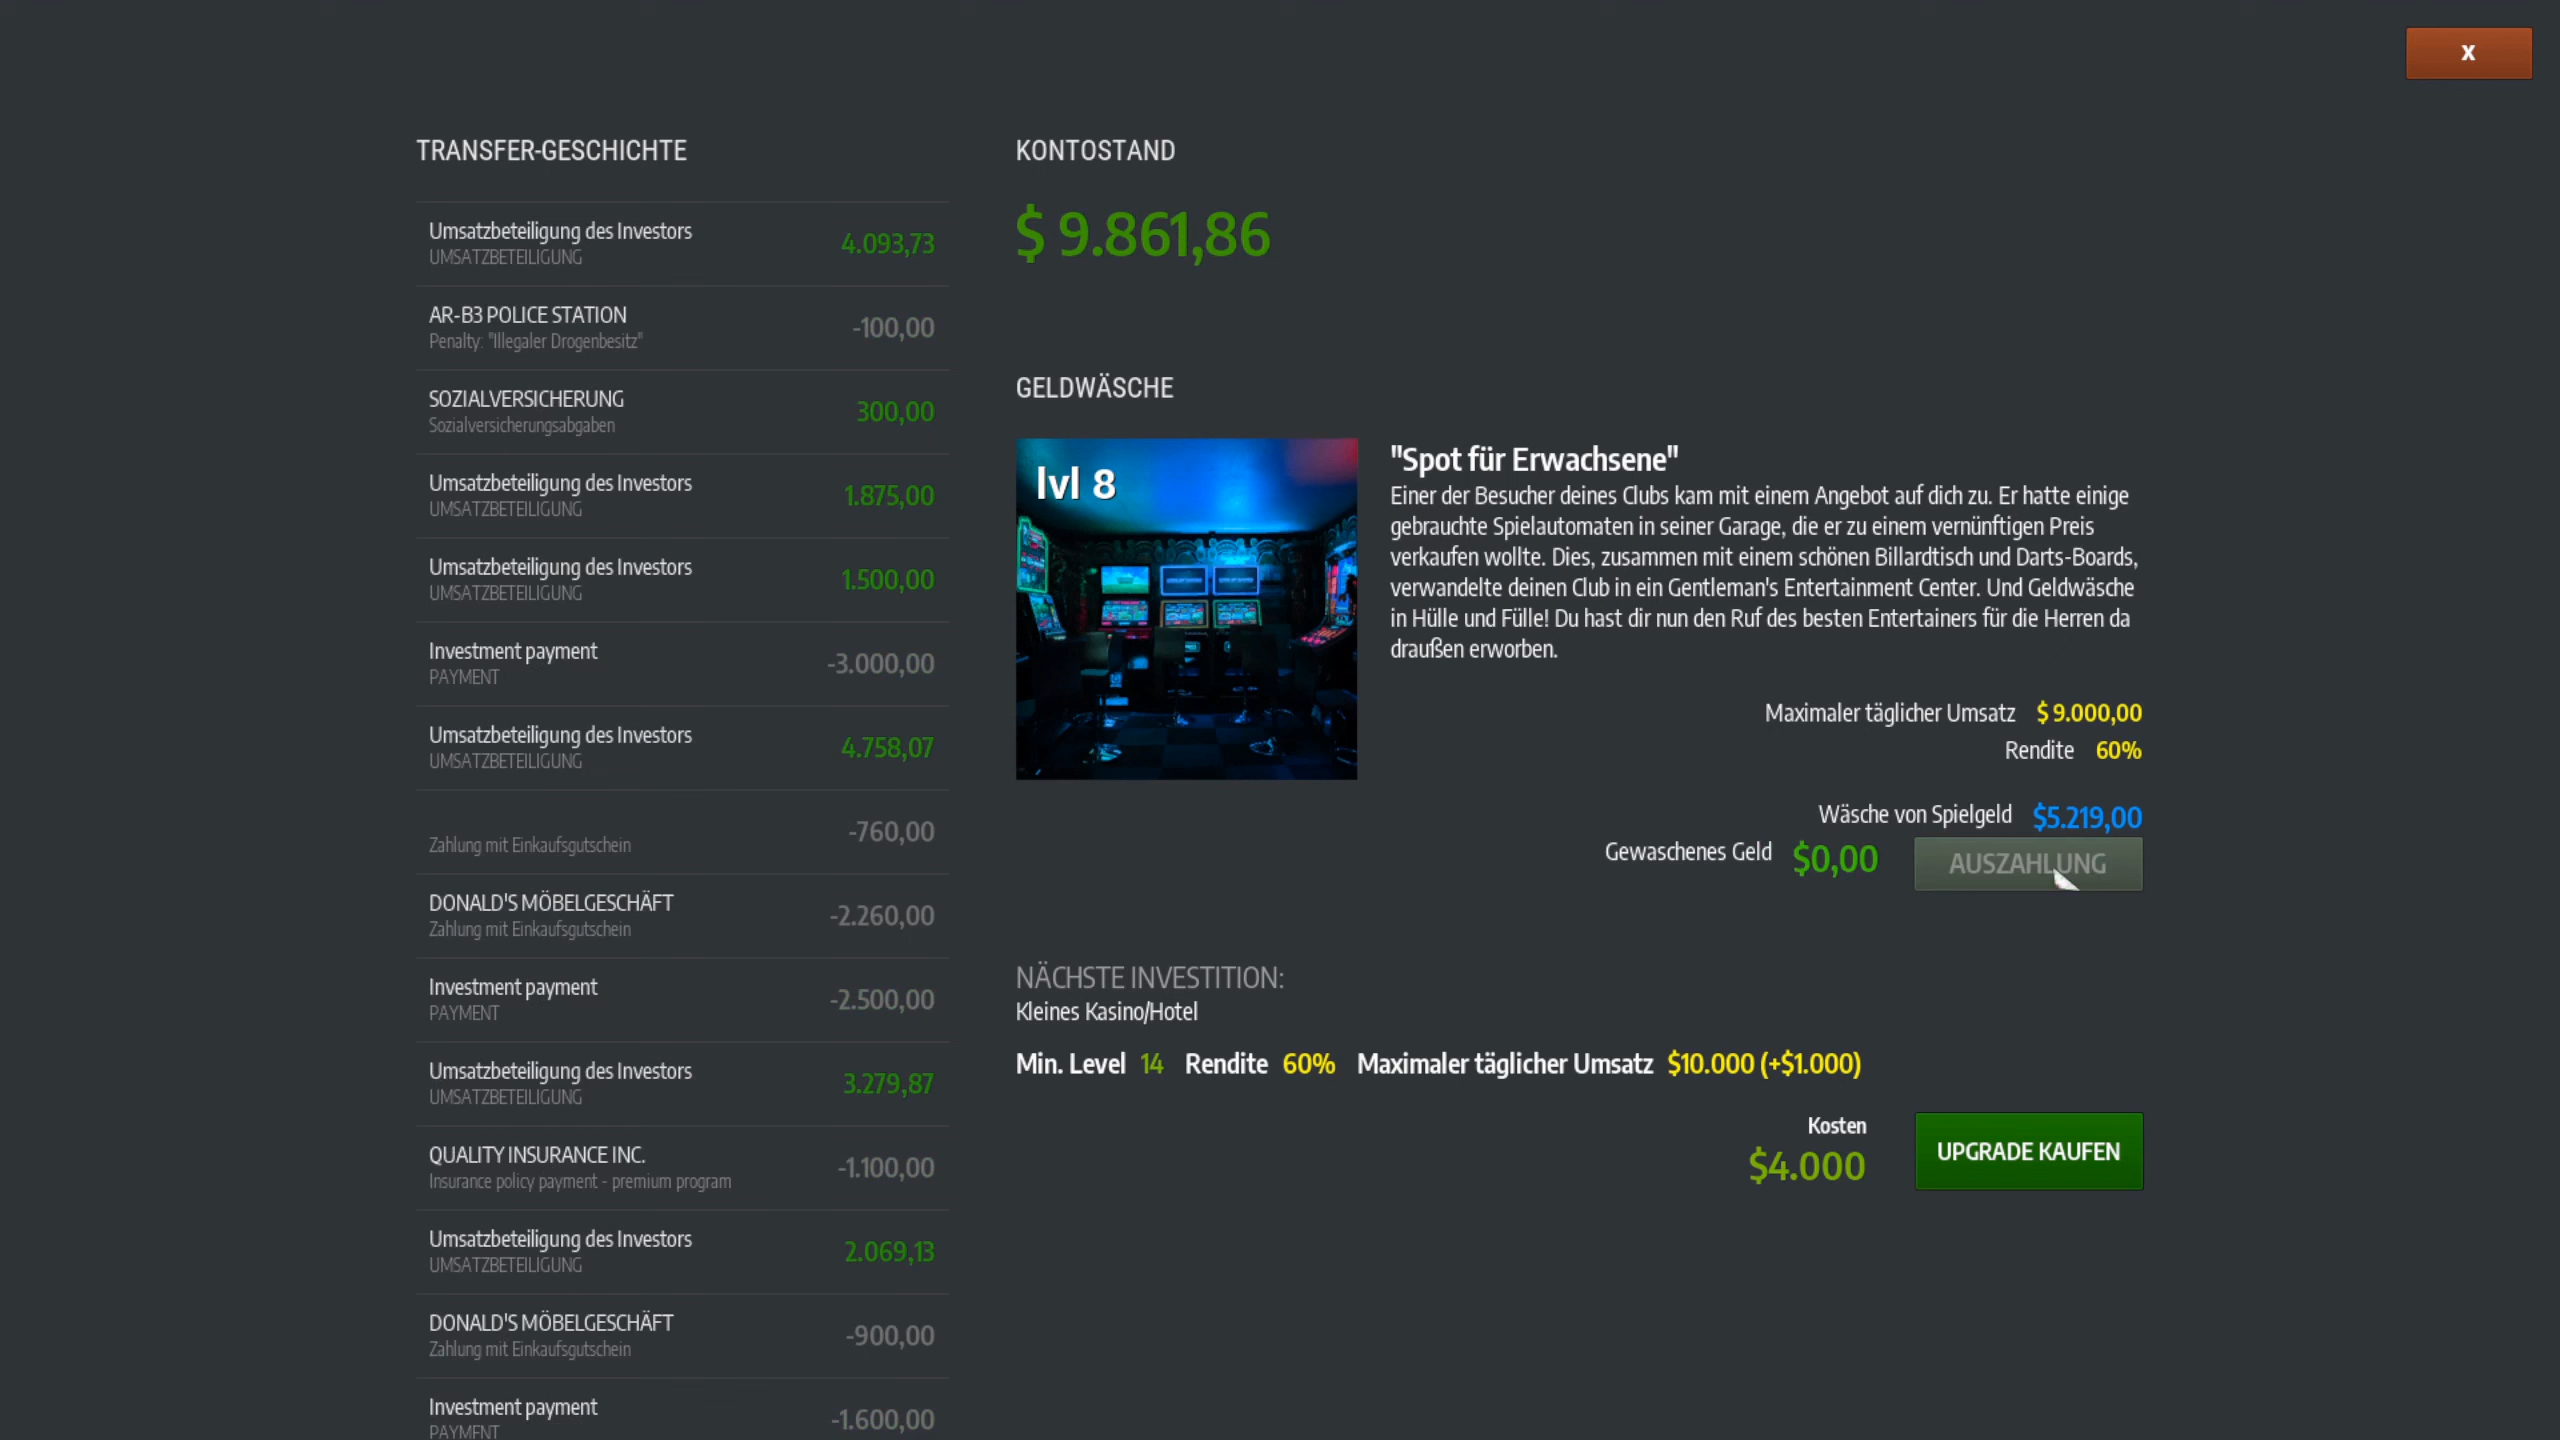 X
TRANSFER-GESCHICHTE
Umsatzbeteiligung des Investors
UMSATZBETEILIGUNG
4.093,73
AR-B3 POLICE STATION
Penalty: "Illegaler Drogenbesitz"
-100,00
SOZIALVERSICHERUNG
Sozialversicherungsabgaben
300,00
Umsatzbeteiligung des Investors
UMSATZBETEILIGUNG
1.875,00
Umsatzbeteiligung des Investors
UMSATZBETEILIGUNG
1.500,00
Investment payment
PAYMENT
-3.000,00
Umsatzbeteiligung des Investors
UMSATZBETEILIGUNG
4.758,07
Zahlung mit Einkaufsgutschein
-760,00
DONALD'S MÖBELGESCHÄFT
Zahlung mit Einkaufsgutschein
-2.260,00
Investment payment
PAYMENT
-2.500,00
Umsatzbeteiligung des Investors
UMSATZBETEILIGUNG
3.279,87
QUALITY INSURANCE INC.
Insurance policy payment - premium program
-1.100,00
Umsatzbeteiligung des Investors
UMSATZBETEILIGUNG
2.069,13
DONALD'S MÖBELGESCHÄFT
Zahlung mit Einkaufsgutschein
-900,00
Investment payment
PAYMENT
-1.600,00
KONTOSTAND
$ 9.861,86
GELDWÄSCHE
lvl 8
"Spot für Erwachsene"
Einer der Besucher deines Clubs kam mit einem Angebot auf dich zu. Er hatte einige
gebrauchte Spielautomaten in seiner Garage, die er zu einem vernünftigen Preis
verkaufen wollte. Dies, zusammen mit einem schönen Billardtisch und Darts-Boards,
verwandelte deinen Club in ein Gentleman's Entertainment Center. Und Geldwäsche
in Hülle und Fülle! Du hast dir nun den Ruf des besten Entertainers für die Herren da
draußen erworben.
Maximaler täglicher Umsatz $ 9.000,00
Rendite 60%
Wäsche von Spielgeld $5.219,00
Gewaschenes Geld $0,00 AUSZAHLUNG
NÄCHSTE INVESTITION:
Kleines Kasino/Hotel
Min. Level 14 Rendite 60% Maximaler täglicher Umsatz $10.000 (+$1.000)
Kosten
$4.000
UPGRADE KAUFEN